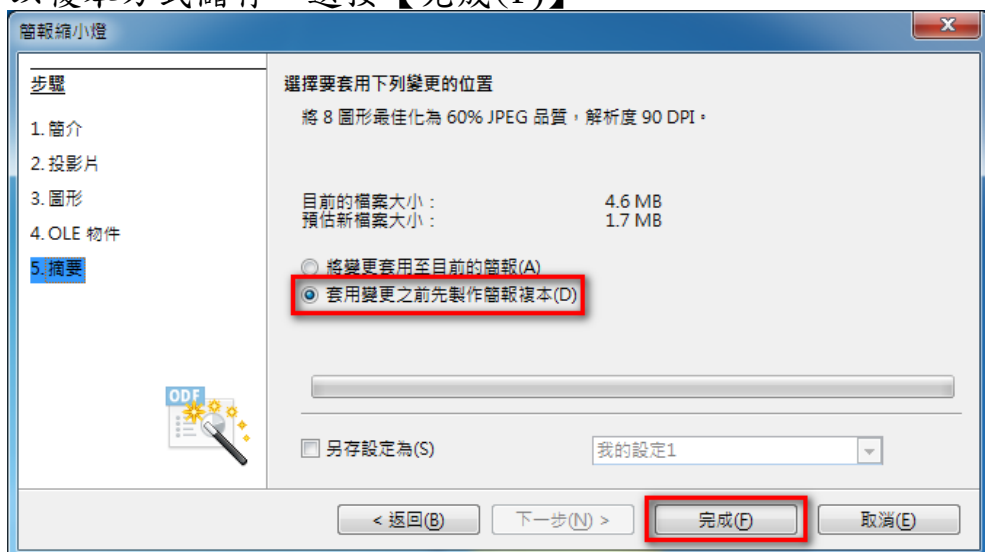 簡報縮小燈
步驟
1. 簡介
2. 投影片
3. 圖形
4. OLE 物件
5. 摘要
選擇要套用下列變更的位置
將 8 圖形最佳化為 60% JPEG 品質，解析度 90 DPI。
目前的檔案大小： 4.6 MB
預估新檔案大小： 1.7 MB
將變更套用至目前的簡報(A)
套用變更之前先製作簡報複本(D)
ODF
另存設定為(S) 我的設定1
< 返回(B) 下一步(N) > 完成(F) 取消(E)